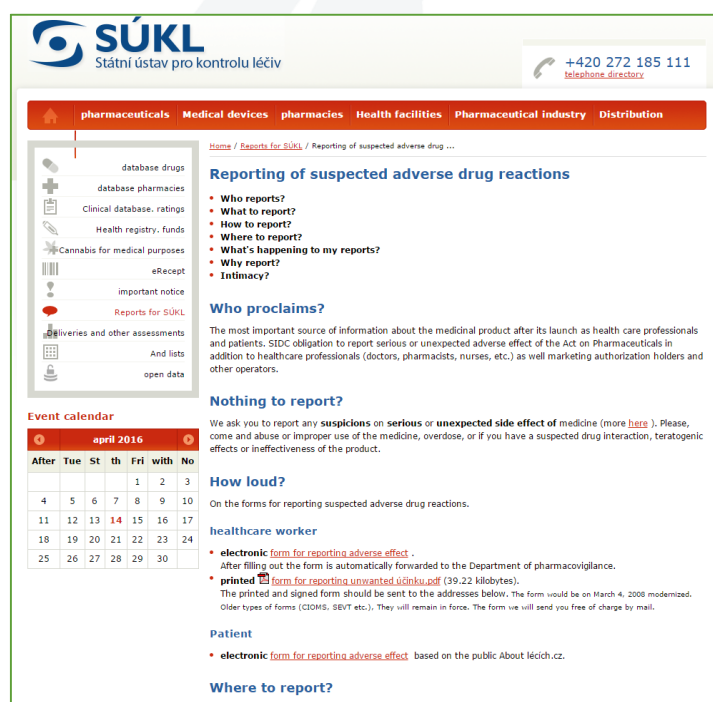 SÚKL
Státní ústav pro kontrolu léčiv
+420 272 185 111
telephone directory
pharmaceuticals Medical devices pharmacies Health facilities Pharmaceutical industry Distribution
database drugs
database pharmacies
Clinical database. ratings
Health registry. funds
Cannabis for medical purposes
eRecept
important notice
Reports for SÚKL
Deliveries and other assessments
And lists
open data
Event calendar
april 2016
After Tue St th Fri with No
1 2 3
4 5 6 7 8 9 10
11 12 13 14 15 16 17
18 19 20 21 22 23 24
25 26 27 28 29 30
Home / Reports for SÚKL / Reporting of suspected adverse drug ...
Reporting of suspected adverse drug reactions
• Who reports?
• What to report?
• How to report?
• Where to report?
• What's happening to my reports?
• Why report?
• Intimacy?
Who proclaims?
The most important source of information about the medicinal product after its launch as health care professionals
and patients. SIDC obligation to report serious or unexpected adverse effect of the Act on Pharmaceuticals in
addition to healthcare professionals (doctors, pharmacists, nurses, etc.) as well marketing authorization holders and
other operators.
Nothing to report?
We ask you to report any suspicions on serious or unexpected side effect of medicine (more here ). Please,
come and abuse or improper use of the medicine, overdose, or if you have a suspected drug interaction, teratogenic
effects or ineffectiveness of the product.
How loud?
On the forms for reporting suspected adverse drug reactions.
healthcare worker
• electronic form for reporting adverse effect .
After filling out the form is automatically forwarded to the Department of pharmacovigilance.
• printed form for reporting unwanted účinku.pdf (39.22 kilobytes).
The printed and signed form should be sent to the addresses below. The form would be on March 4, 2008 modernized.
Older types of forms (CIOMS, SEVT etc.). They will remain in force. The form we will send you free of charge by mail.
Patient
• electronic form for reporting adverse effect based on the public About lécích.cz.
Where to report?